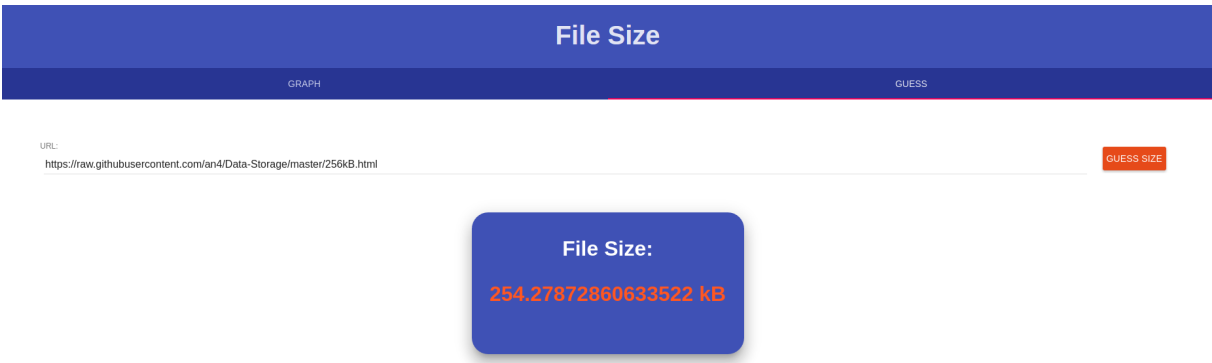 File Size
GRAPH
GUESS
URL:
https://raw.githubusercontent.com/an4/Data-Storage/master/256kB.html
GUESS SIZE
File Size:
254.27872860633522 kB